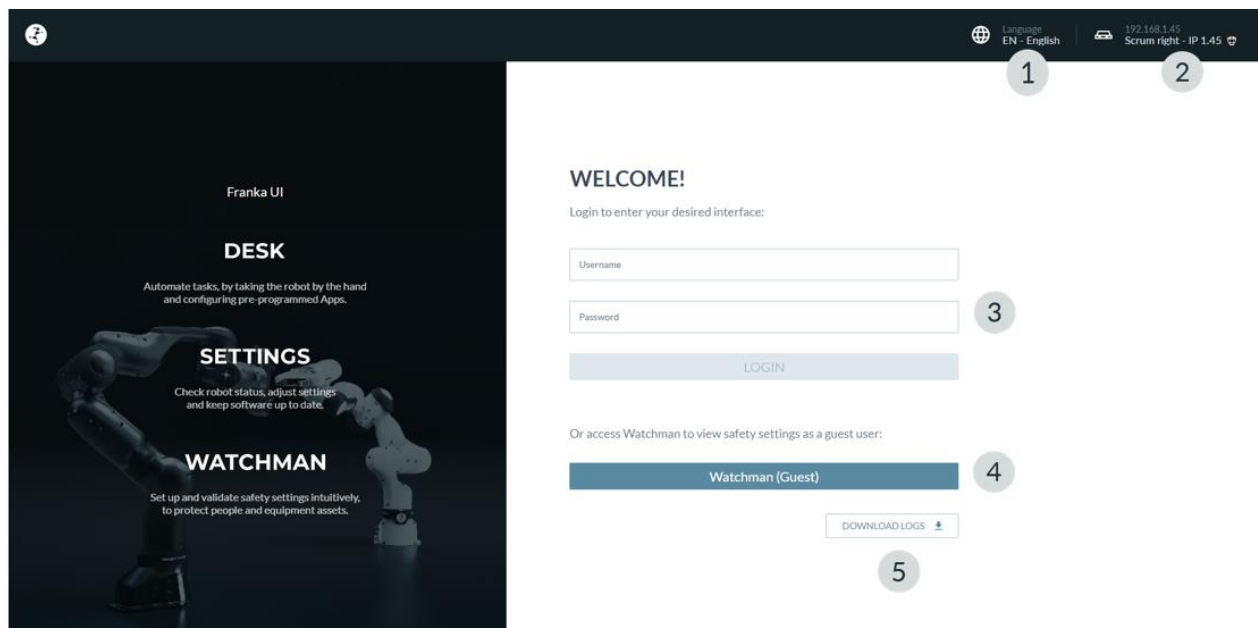 Language
EN - English
192.168.1.45
Scrum right - IP 1.45
1
2
Franka UI
DESK
Automate tasks, by taking the robot by the hand
and configuring pre-programmed Apps.
SETTINGS
Check robot status, adjust settings
and keep software up to date.
WATCHMAN
Set up and validate safety settings intuitively,
to protect people and equipment assets.
WELCOME!
Login to enter your desired interface:
Username
Password
3
LOGIN
Or access Watchman to view safety settings as a guest user:
Watchman (Guest)
4
DOWNLOAD LOGS
5